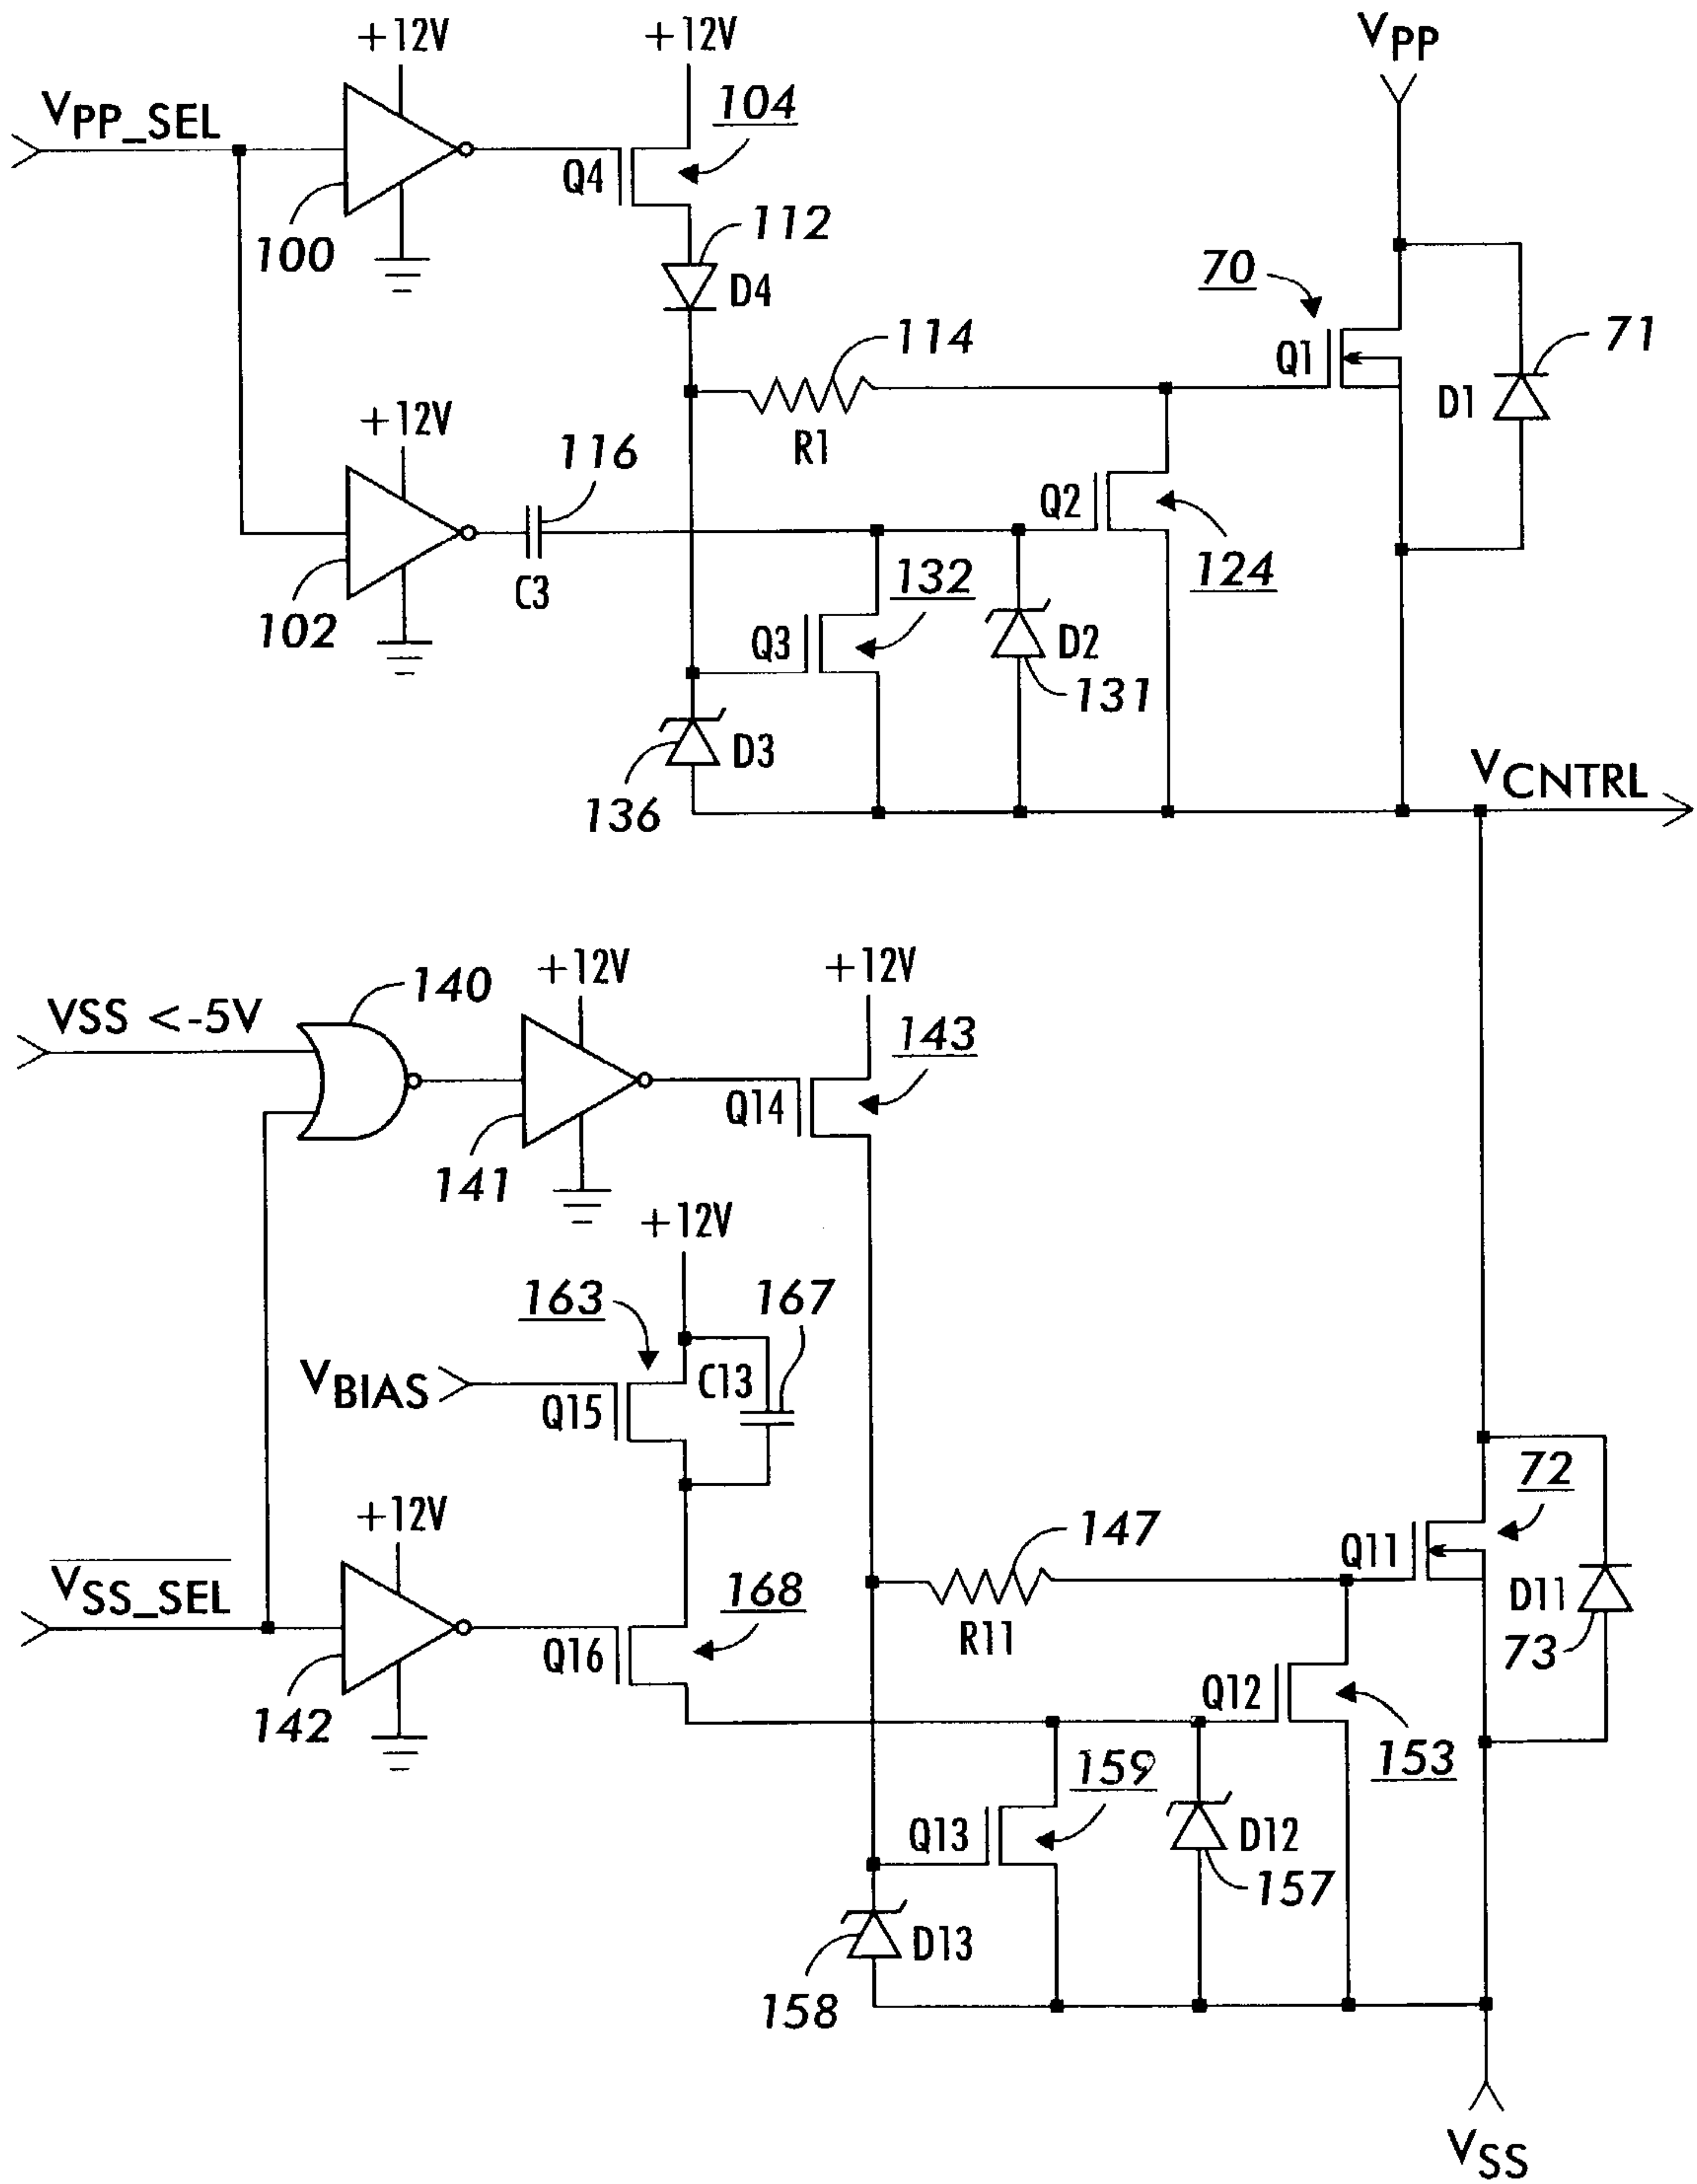 +12V
+12V
VPP
VPP_SEL
104
Q4
112
100
D4
70
71
114
Q1
D1
+12V
R1
116
Q2
102
C3
132
124
Q3
D2
131
D3
136
VCNTRL
+12V
+12V
140
VSS <-5V
143
Q14
141
+12V
163
167
VBIAS
C13
Q15
72
+12V
147
Q11
VSS_SEL
168
D11
R11
73
Q16
Q12
142
159
153
Q13
D12
157
D13
158
VSS